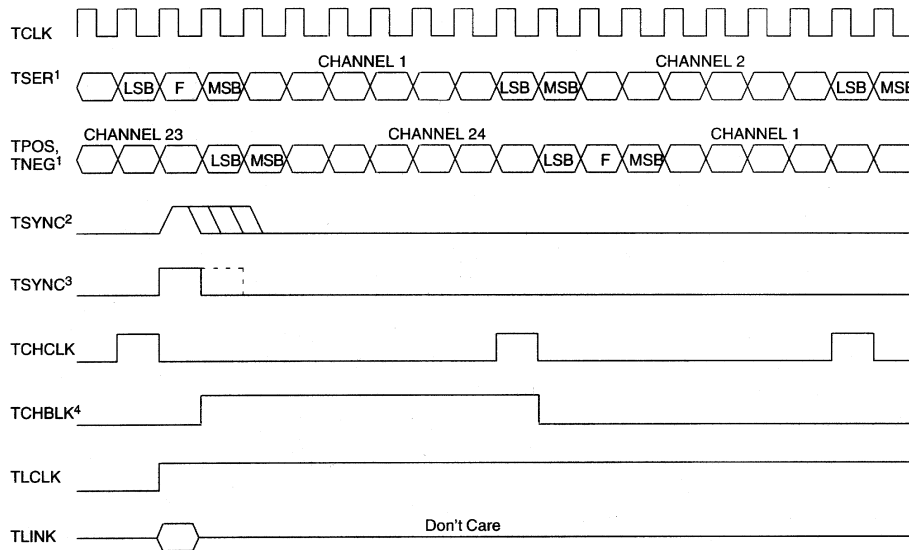 TCLK
CHANNEL 1 CHANNEL 2
TSER1 LSB F MSB LSB MSB LSB MSB
CHANNEL 23 CHANNEL 24 CHANNEL 1
TPOS,
TNEG1 LSB MSB LSB F MSB
TSYNC2
TSYNC3
TCHCLK
TCHBLK4
TLCLK
TLINK Don't Care